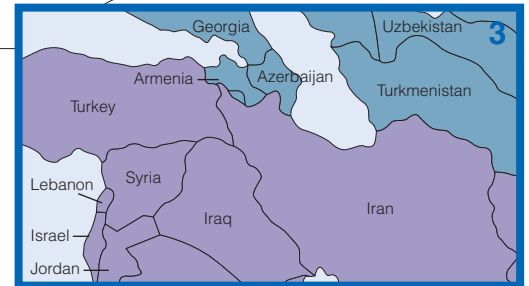 Georgia
Uzbekistan
3
Armenia
Azerbaijan
Turkmenistan
Turkey
Syria
Lebanon
Iraq
Iran
Israel
Jordan